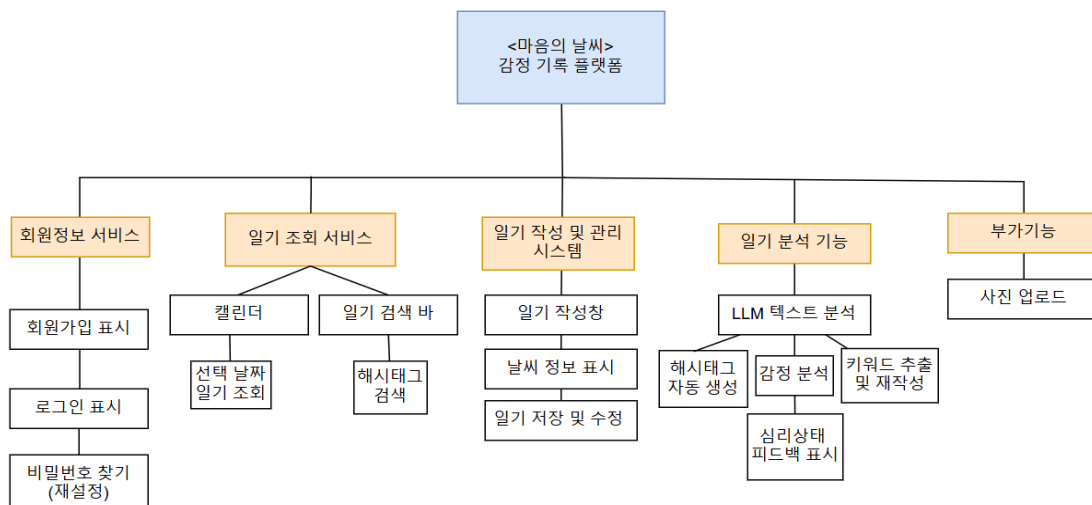 <마음의 날씨>
감정 기록 플랫폼
회원정보 서비스
회원가입 표시
로그인 표시
비밀번호 찾기
(재설정)
일기 조회 서비스
캘린더
선택 날짜
일기 조회
일기 검색 바
해시태그
검색
일기 작성 및 관리
시스템
일기 작성창
날씨 정보 표시
일기 저장 및 수정
일기 분석 기능
LLM 텍스트 분석
해시태그
자동 생성
감정 분석
심리상태
피드백 표시
키워드 추출
및 재작성
부가기능
사진 업로드